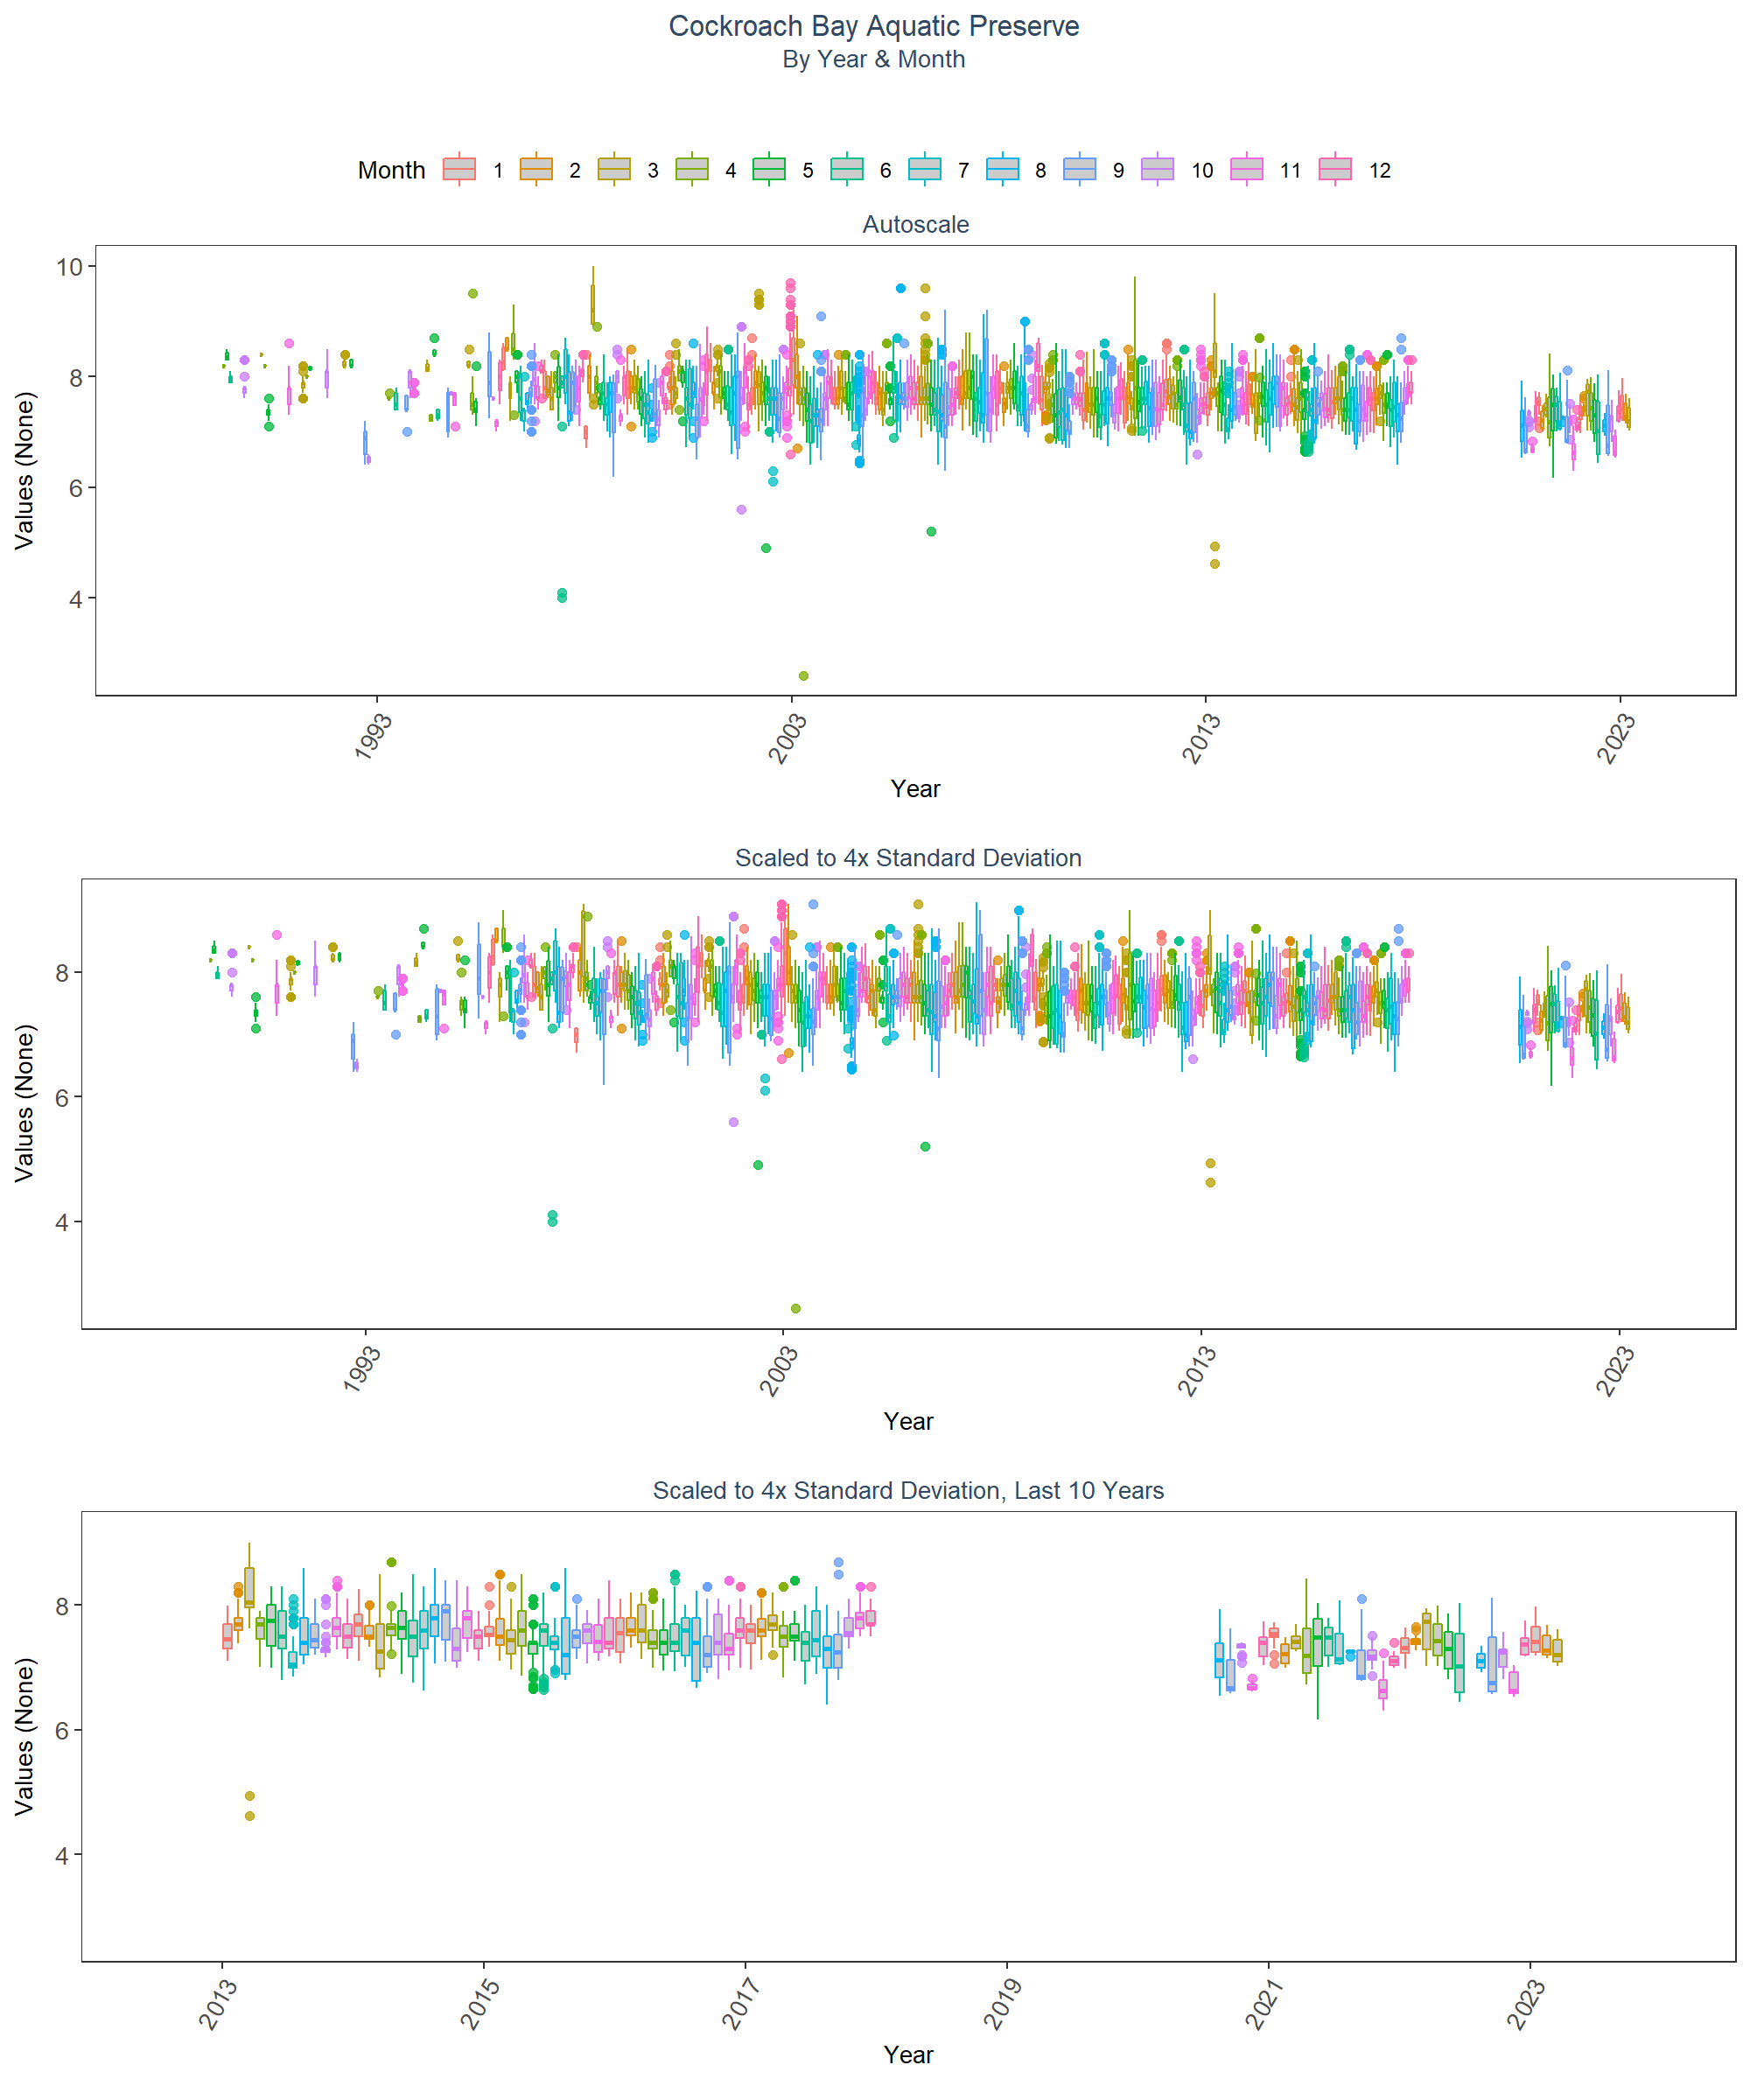 Cockroach Bay Aquatic Preserve
By Year & Month
Month 1 2 3 4 5 6 7 8 9 10 11 12
Autoscale
Values (None)
10
8
6
4
1993 2003 2013 2023
Year
Scaled to 4x Standard Deviation
Values (None)
8
6
4
1993 2003 2013 2023
Year
Scaled to 4x Standard Deviation, Last 10 Years
Values (None)
8
6
4
2013 2015 2017 2019 2021 2023
Year